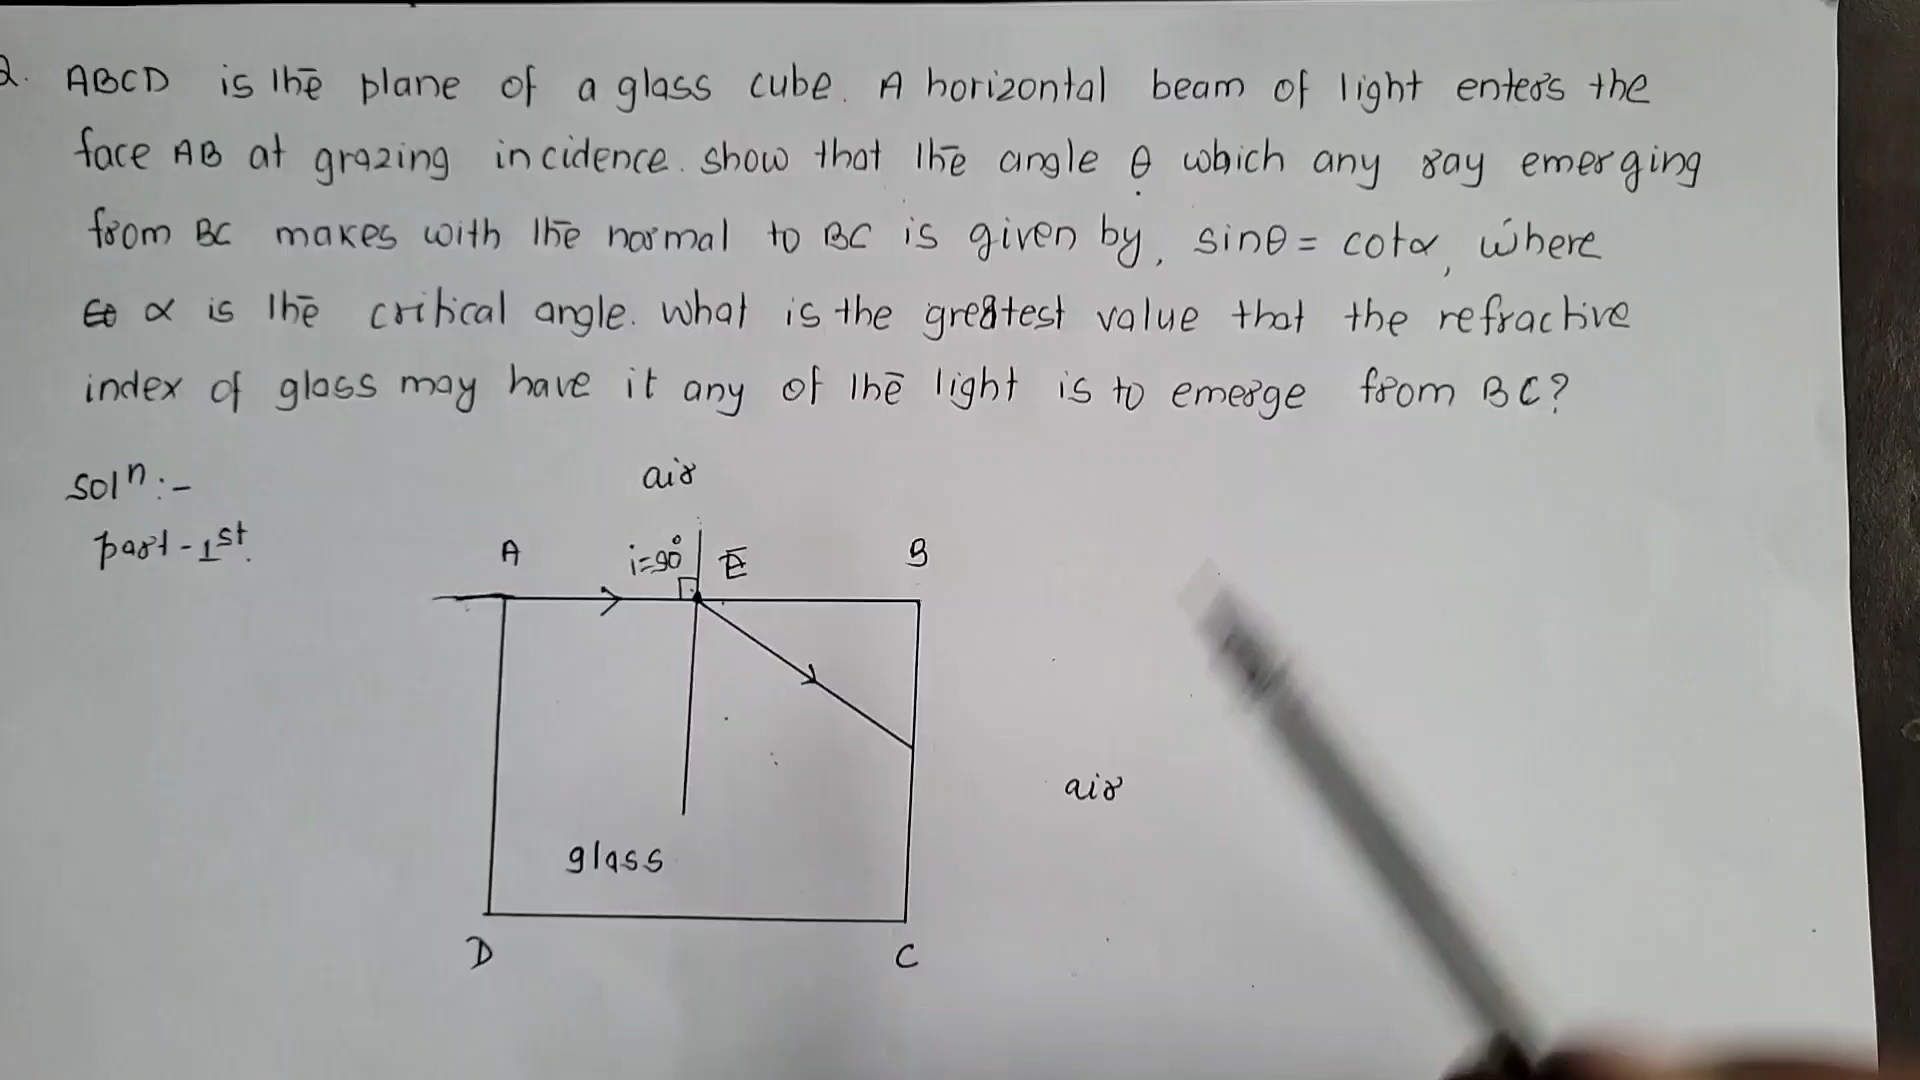 2. ABCD is the plane of a glass cube. A horizontal beam of light enters the
face AB at grazing incidence. show that the angle θ which any ray emerging
from BC makes with the normal to BC is given by, sinθ = cotα, where
α is the critical angle. What is the greatest value that the refractive
index of glass may have it any of the light is to emerge from BC?
Solⁿ :-
part - 1st.
air
A i=90° E B
air
glass
D C